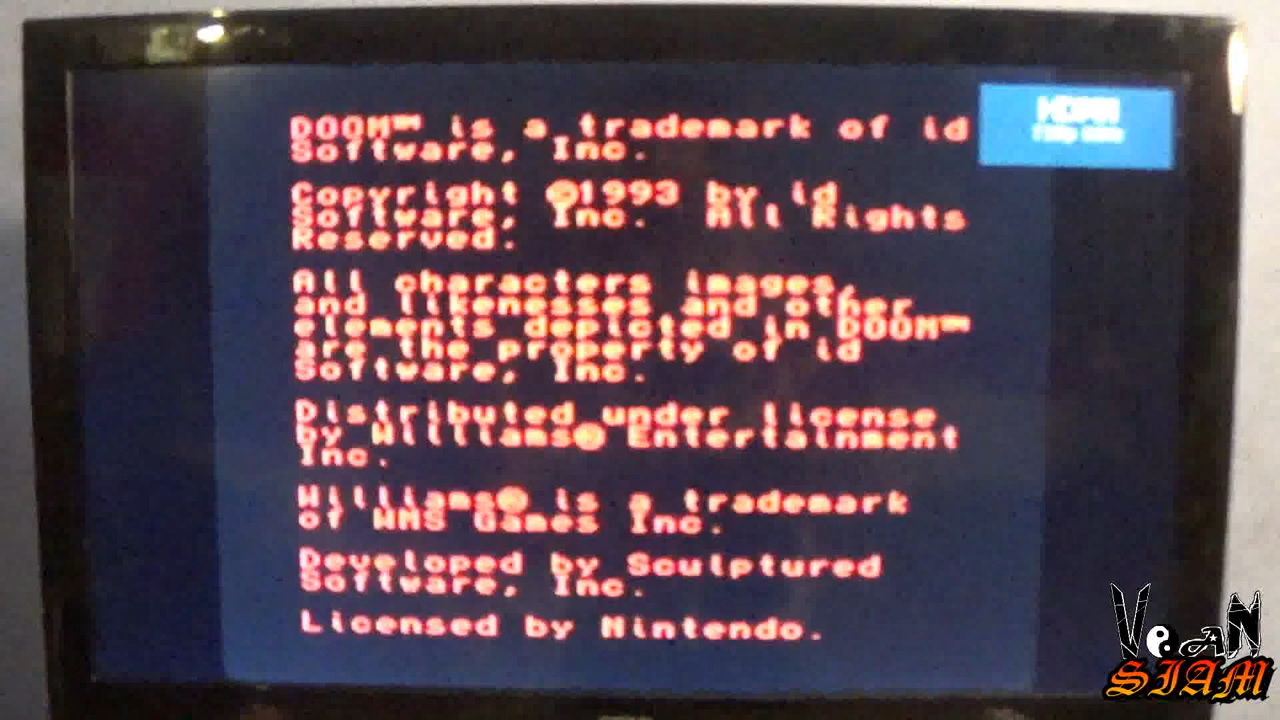 DOOM™ is a trademark of id
Software, Inc.
Copyright ©1993 by id
Software, Inc. All Rights
Reserved.
All characters images,
and likenesses and other
elements depicted in DOOM™
are the property of id
Software, Inc.
Distributed under license
by Williams® Entertainment
Inc.
Williams® is a trademark
of WMS Games Inc.
Developed by Sculptured
Software, Inc.
Licensed by Nintendo.
HDMI
VeaN
SIAM